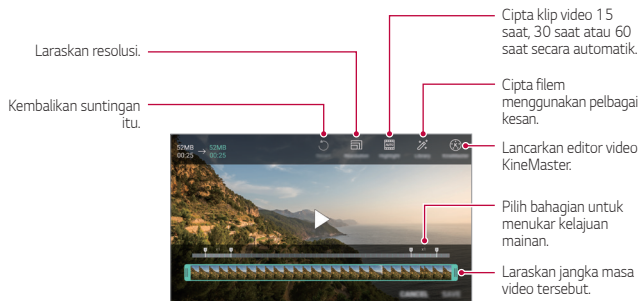 Cipta klip video 15
saat, 30 saat atau 60
saat secara automatik.
Laraskan resolusi.
Cipta filem
menggunakan pelbagai
kesan.
Kembalikan suntingan
itu.
Lancarkan editor video
KineMaster.
52MB → 52MB
00:25 00:25
Pilih bahagian untuk
menukar kelajuan
mainan.
Laraskan jangka masa
video tersebut.
CANCEL SAVE